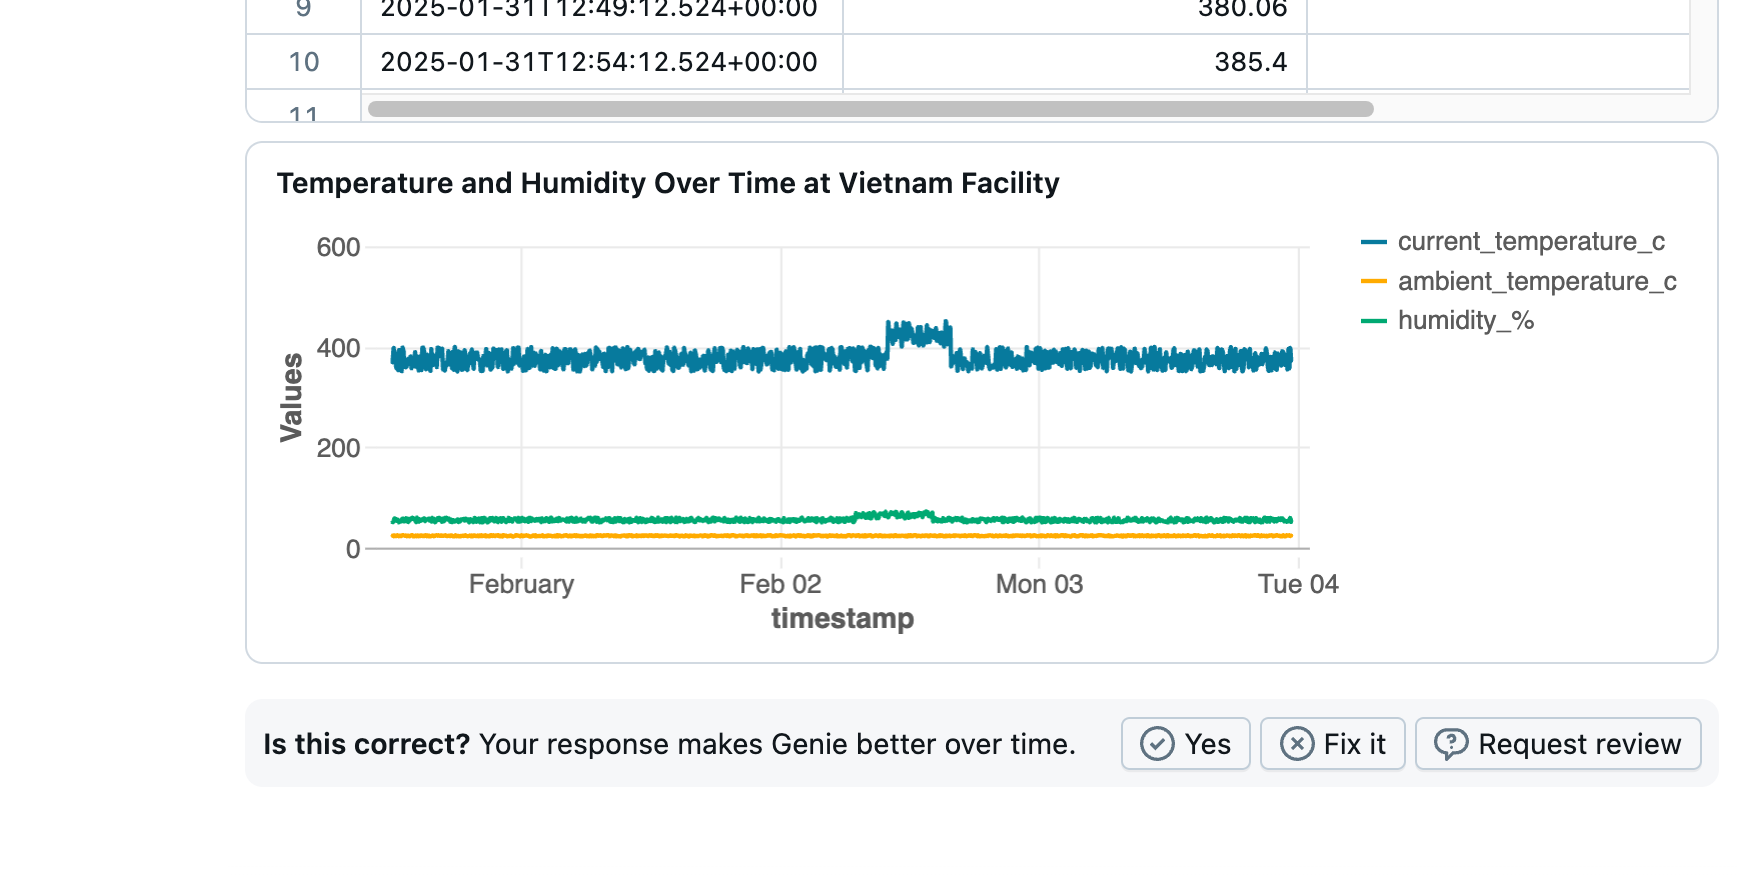 9 2025-01-31T12:49:12.524+00:00 380.06
10 2025-01-31T12:54:12.524+00:00 385.4
11
Temperature and Humidity Over Time at Vietnam Facility
600
400
200
0
Values
February Feb 02 Mon 03 Tue 04
timestamp
current_temperature_c
ambient_temperature_c
humidity_%
Is this correct? Your response makes Genie better over time. Yes Fix it Request review